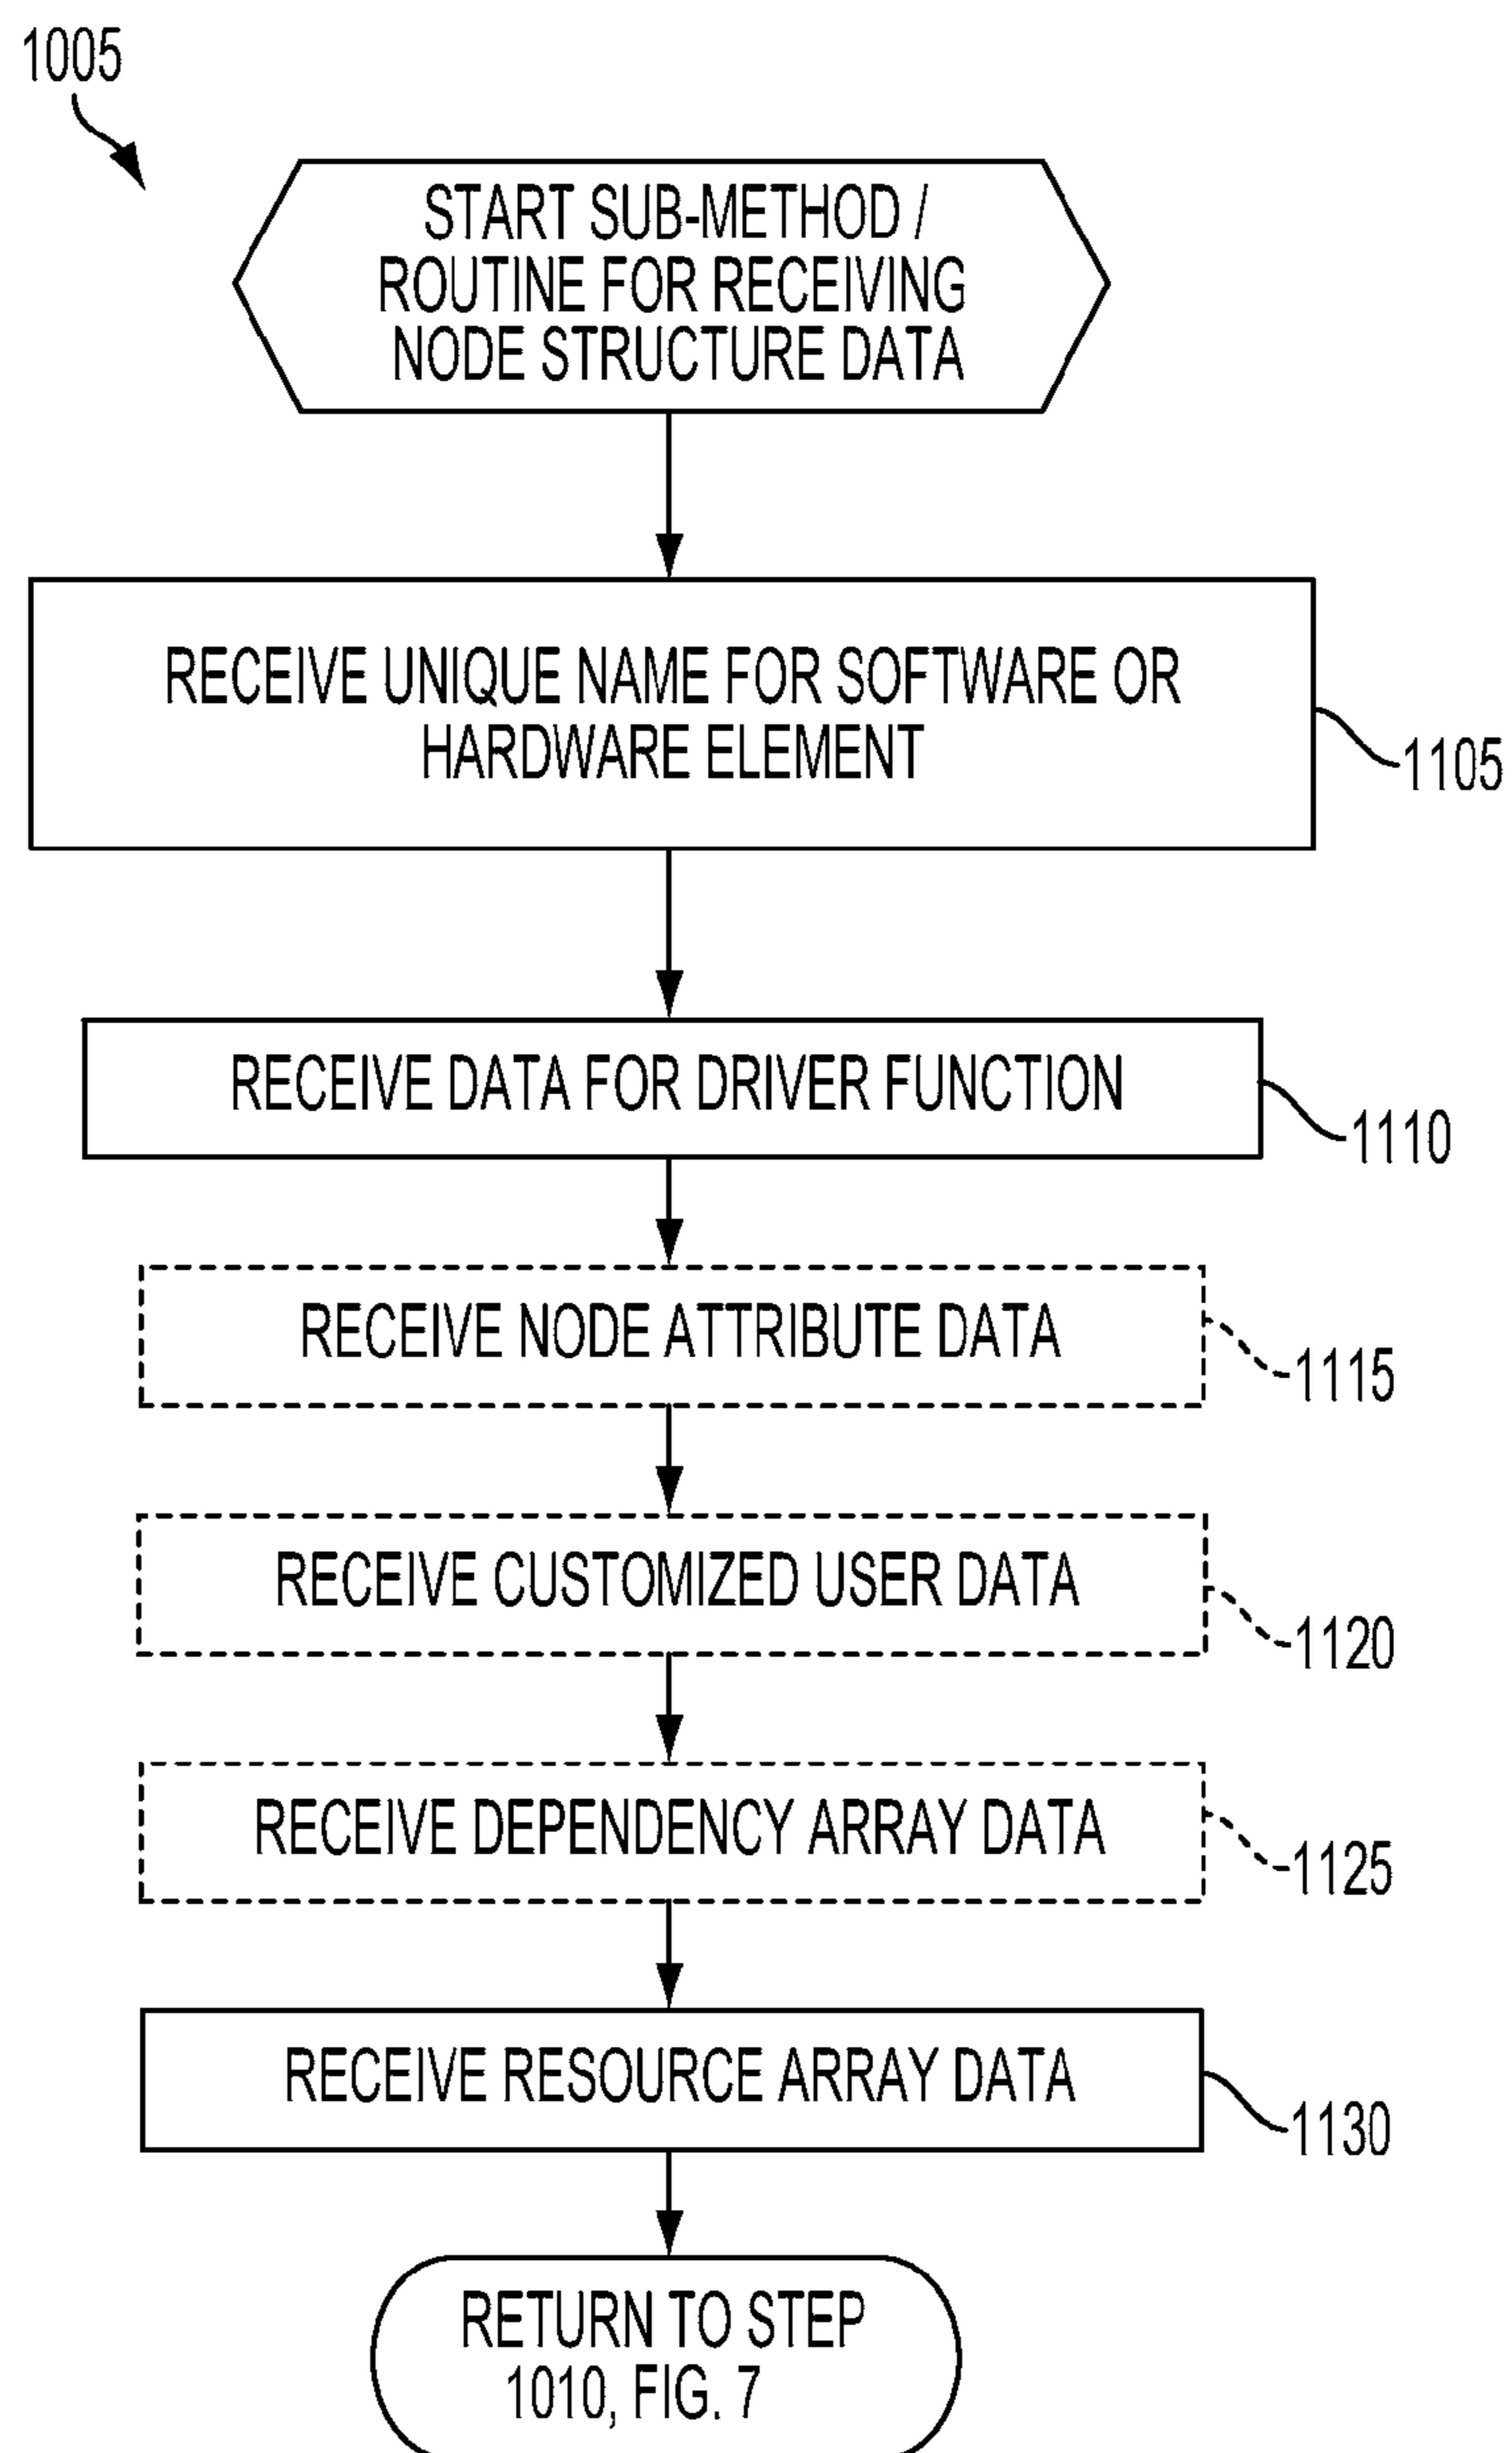 1005
START SUB-METHOD /
ROUTINE FOR RECEIVING
NODE STRUCTURE DATA
RECEIVE UNIQUE NAME FOR SOFTWARE OR
HARDWARE ELEMENT
1105
RECEIVE DATA FOR DRIVER FUNCTION
1110
RECEIVE NODE ATTRIBUTE DATA
1115
RECEIVE CUSTOMIZED USER DATA
1120
RECEIVE DEPENDENCY ARRAY DATA
1125
RECEIVE RESOURCE ARRAY DATA
1130
RETURN TO STEP
1010, FIG. 7